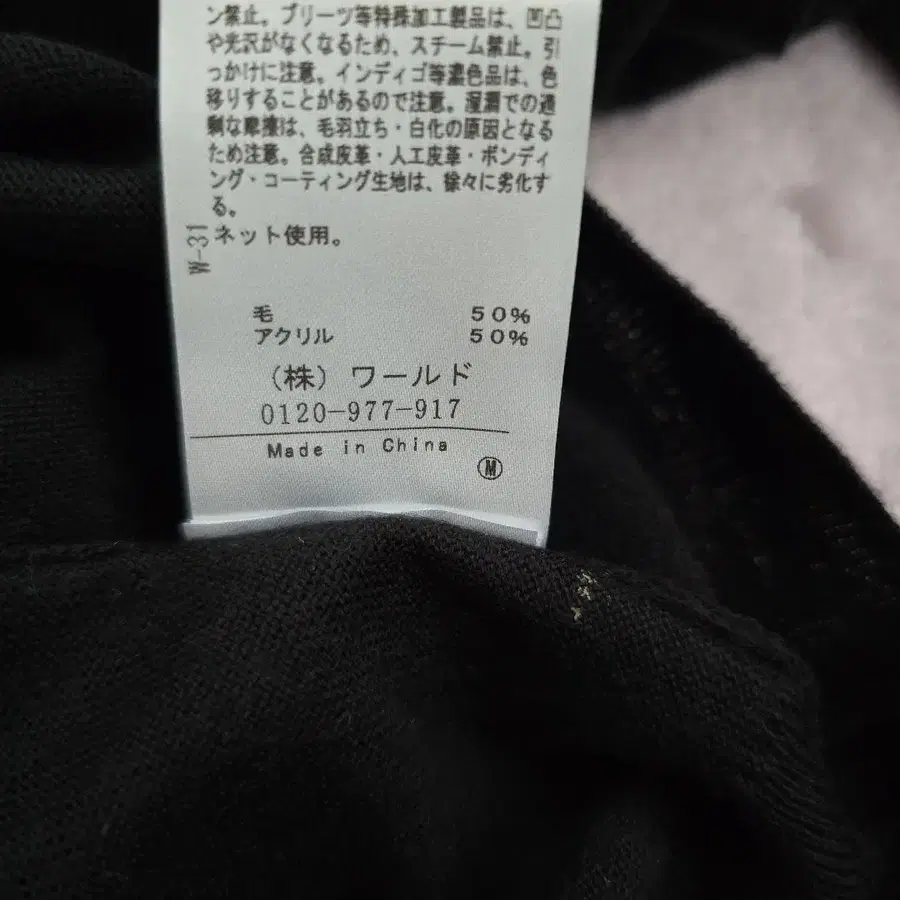 ン禁止。プリーツ等特殊加工製品は、凹凸
や光沢がなくなるため、スチーム禁止。引
っかけに注意。インディゴ等濃色品は、色
移りすることがあるので注意。湿潤での過
剰な摩擦は、毛羽立ち・白化の原因となる
ため注意。合成皮革・人工皮革・ボンディ
ング・コーティング生地は、徐々に劣化す
る。
W-31
ネット使用。
毛 50%
アクリル 50%
（株）ワールド
0120-977-917
Made in China
Ⓜ